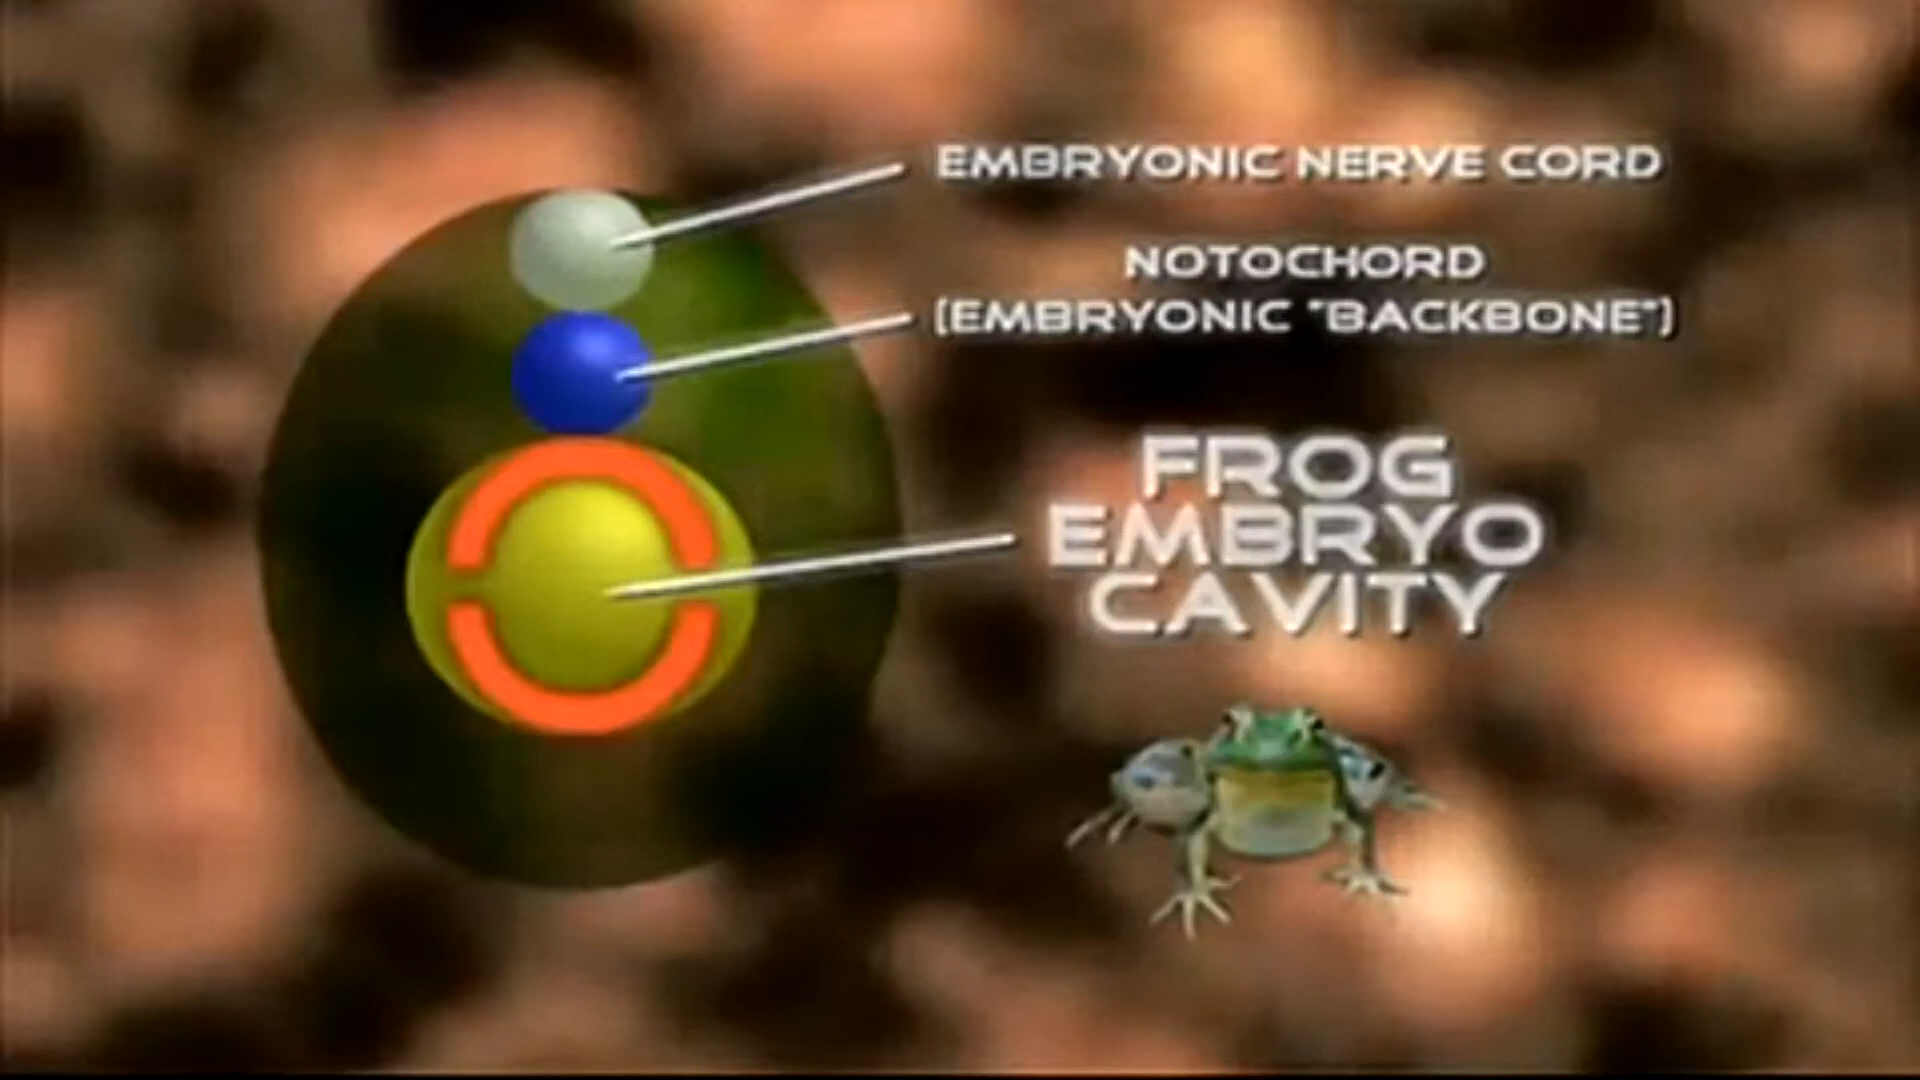 EMBRYONIC NERVE CORD
NOTOCHORD
(EMBRYONIC "BACKBONE")
FROG
EMBRYO
CAVITY